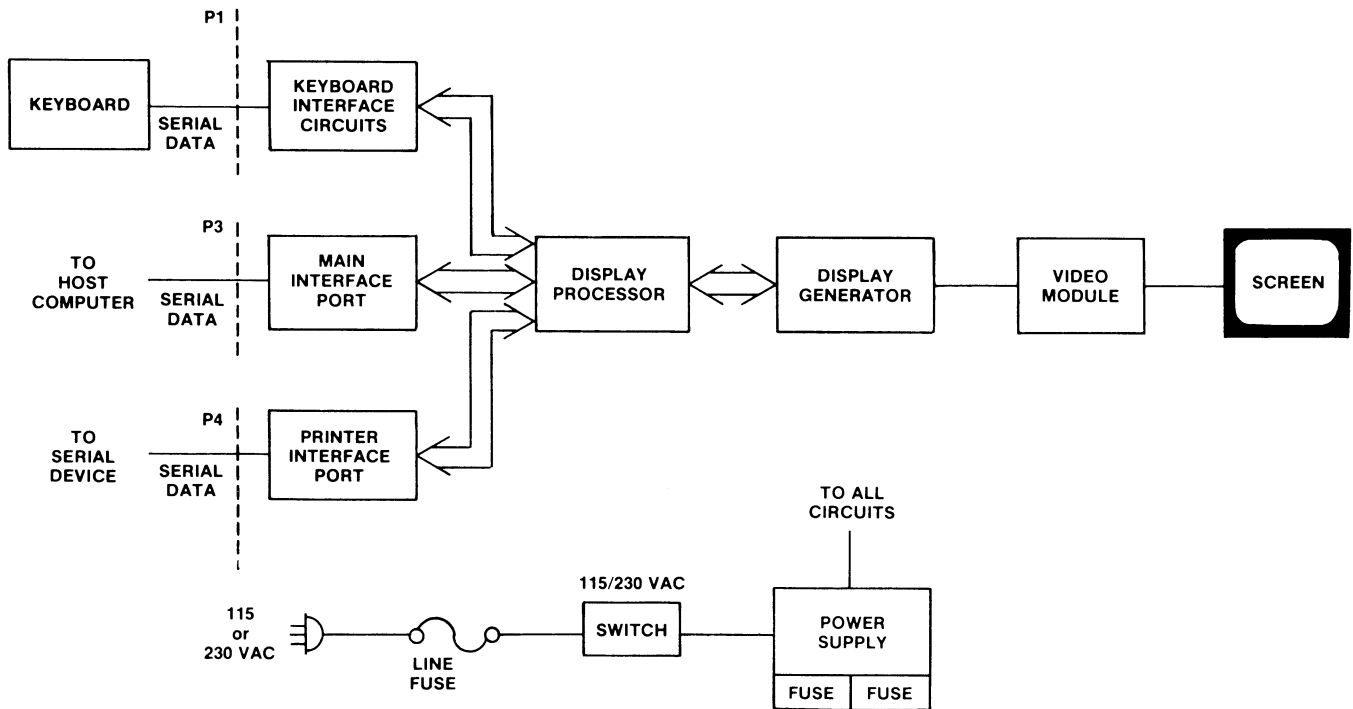 P1
KEYBOARD
SERIAL
DATA
KEYBOARD
INTERFACE
CIRCUITS
P3
TO
HOST
COMPUTER
SERIAL
DATA
MAIN
INTERFACE
PORT
DISPLAY
PROCESSOR
DISPLAY
GENERATOR
VIDEO
MODULE
SCREEN
P4
TO
SERIAL
DEVICE
SERIAL
DATA
PRINTER
INTERFACE
PORT
TO ALL
CIRCUITS
115
or
230 VAC
LINE
FUSE
115/230 VAC
SWITCH
POWER
SUPPLY
FUSE
FUSE